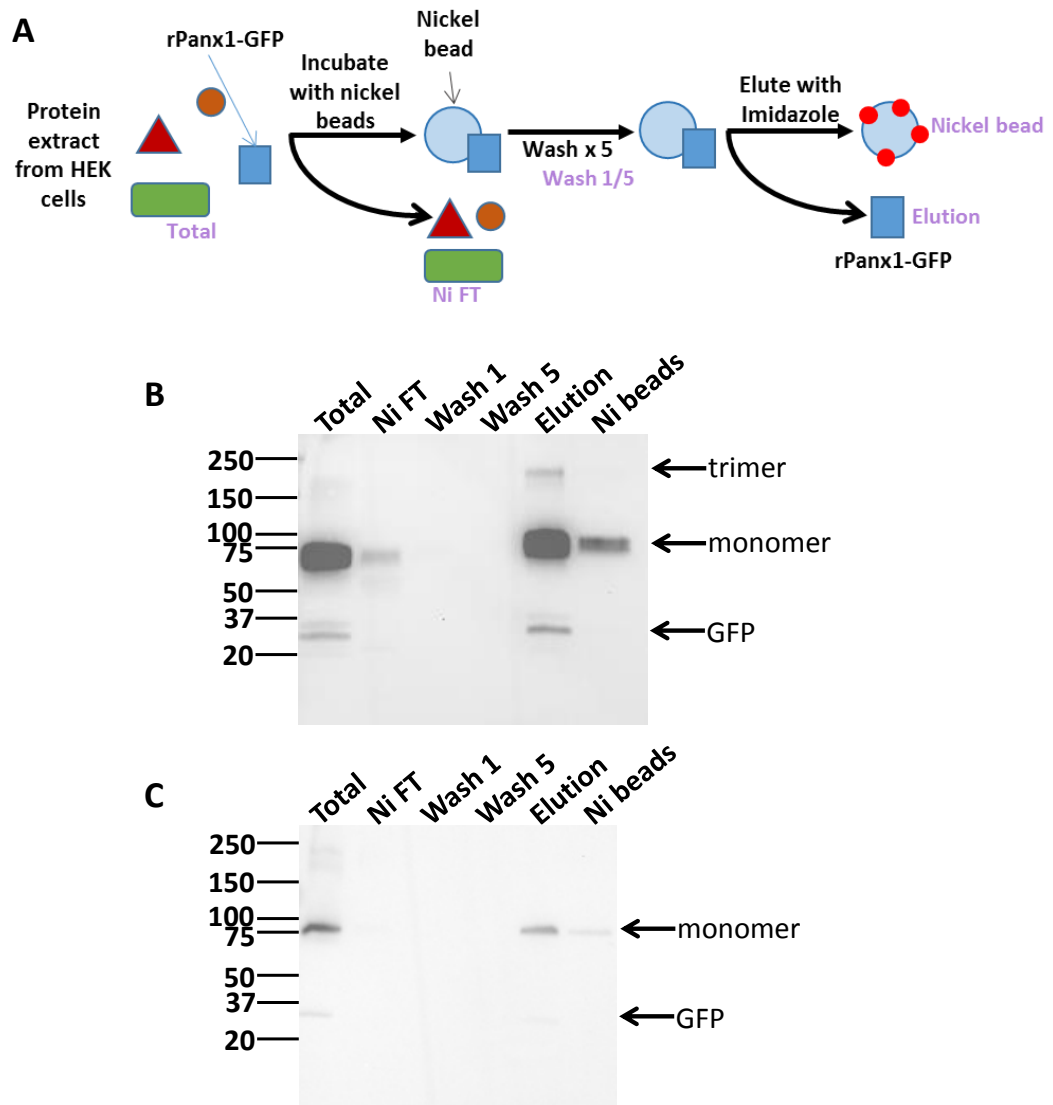 A
rPanx1-GFP
Protein
extract
from HEK
cells
Total
Incubate
with nickel
beads
Nickel
bead
Ni FT
Wash x 5
Wash 1/5
Elute with
Imidazole
Nickel bead
Elution
rPanx1-GFP
B
Total
Ni FT
Wash 1
Wash 5
Elution
Ni beads
250
150
100
75
50
37
20
trimer
monomer
GFP
C
Total
Ni FT
Wash 1
Wash 5
Elution
Ni beads
250
150
100
75
50
37
20
monomer
GFP